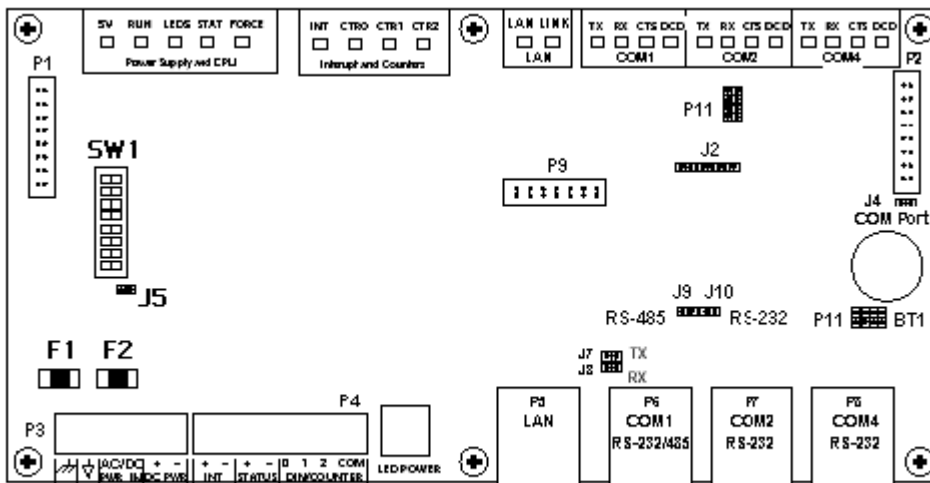 SW RUN LEDS STAT FORCE
Power Supply and CPU
INT CTR0 CTR1 CTR2
Interupt and Counters
LAN LINK
LAN
TX RX CTS DCD
COM1
TX RX CTS DCD
COM2
TX RX CTS DCD
COM4
P1
P2
P11
SW1
J2
P9
J4
COM Port
J5
J9 J10
RS-485
RS-232
P11
BT1
F1 F2
J7 TX
J8 RX
P3
P4
LED POWER
P5
LAN
P6
COM1
RS-232/485
P7
COM2
RS-232
P8
COM4
RS-232
AC/DC
PWR IN
+ -
DC PWR
+ -
INT
+ -
STATUS
0 1 2 COM
DIN/COUNTER